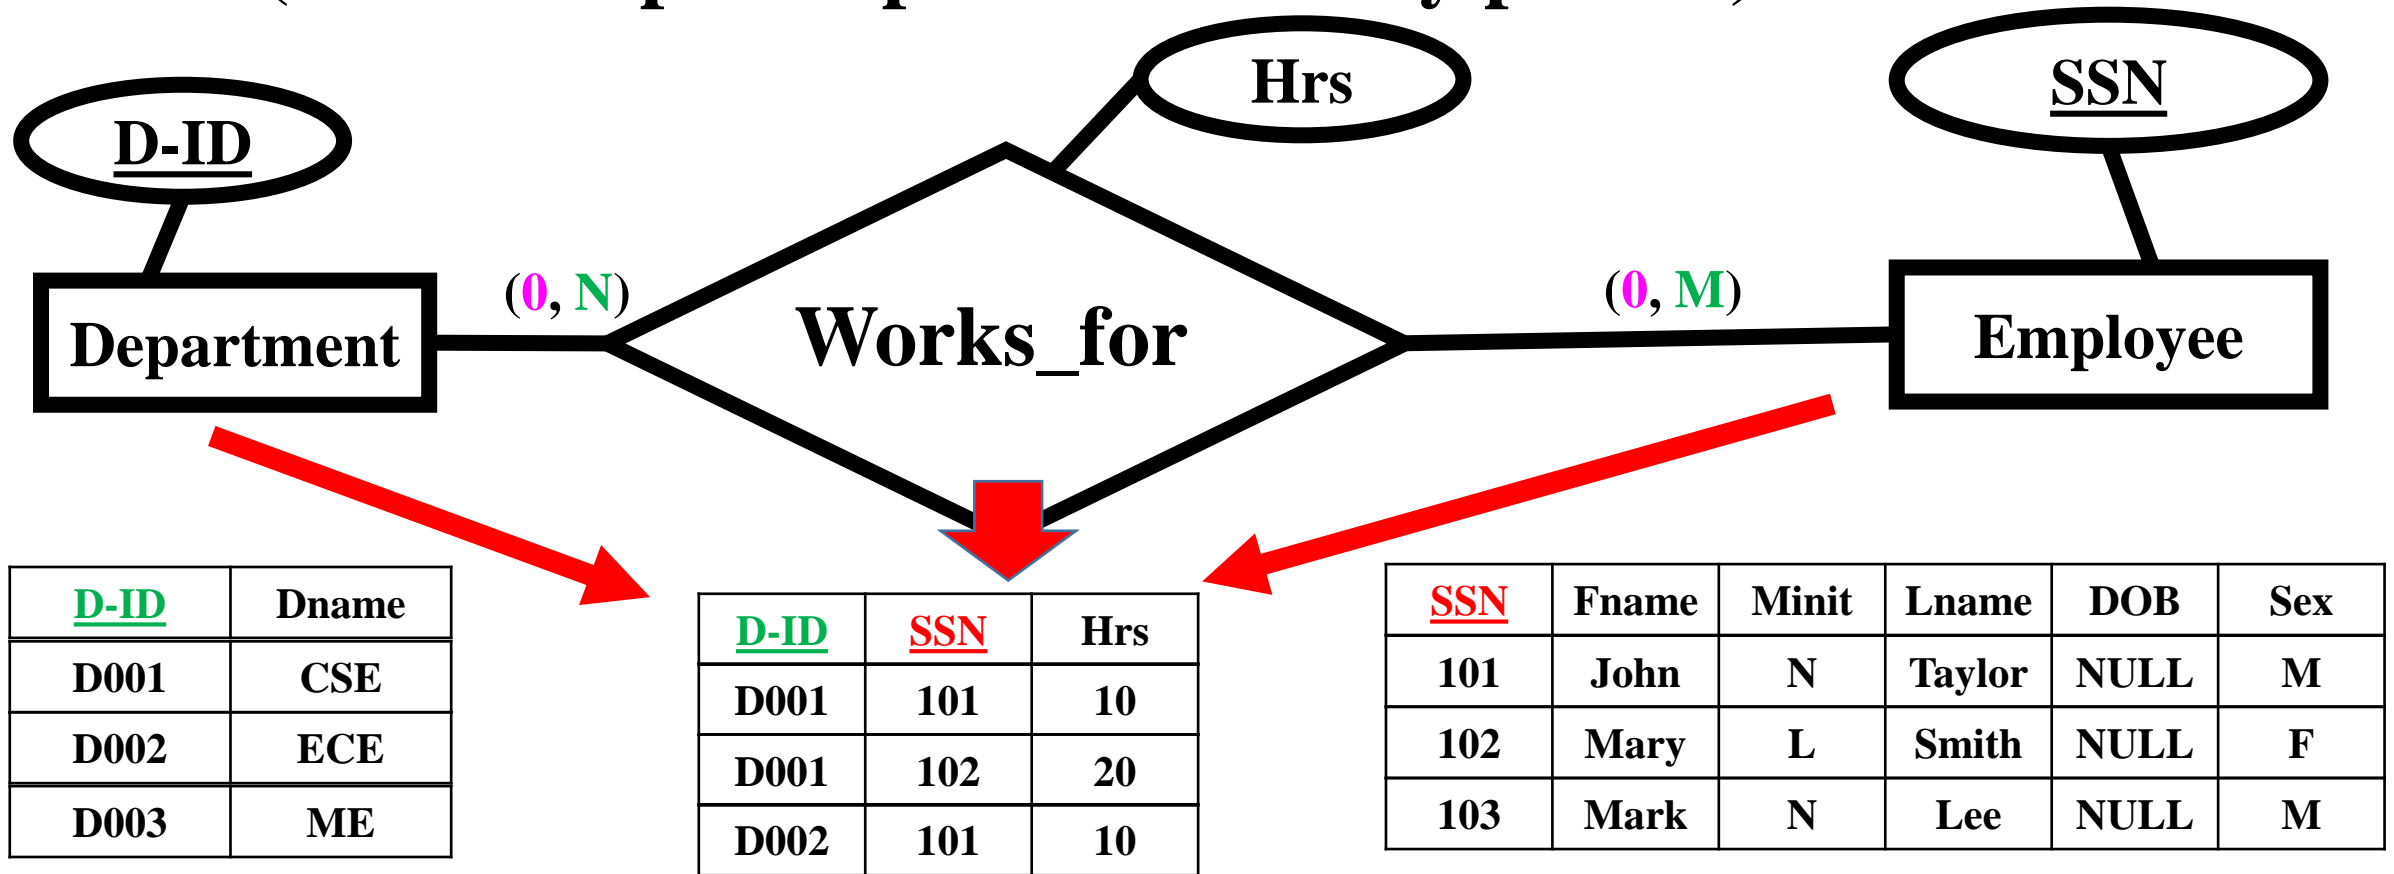 Hrs
SSN
D-ID
(0, N)
(0, M)
Department
Works_for
Employee
D-ID Dname
D001 CSE
D002 ECE
D003 ME
D-ID SSN Hrs
D001 101 10
D001 102 20
D002 101 10
SSN Fname Minit Lname DOB Sex
101 John N Taylor NULL M
102 Mary L Smith NULL F
103 Mark N Lee NULL M